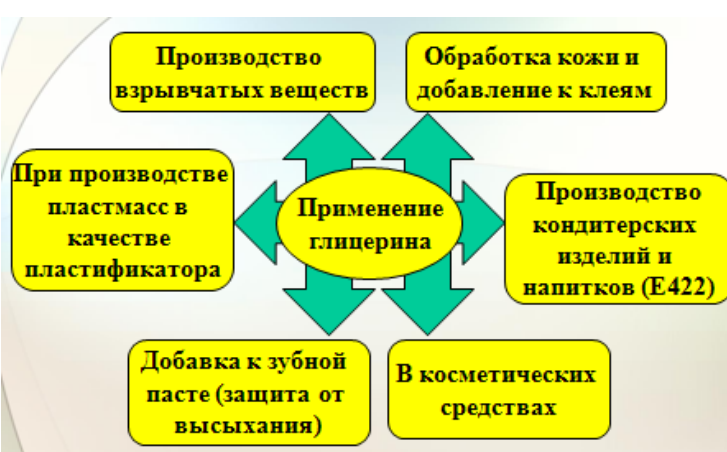 Производство
взрывчатых веществ
Обработка кожи и
добавление к клеям
При производстве
пластмасс в
качестве
пластификатора
Применение
глицерина
Производство
кондитерских
изделий и
напитков (Е422)
Добавка к зубной
пасте (защита от
высыхания)
В косметических
средствах